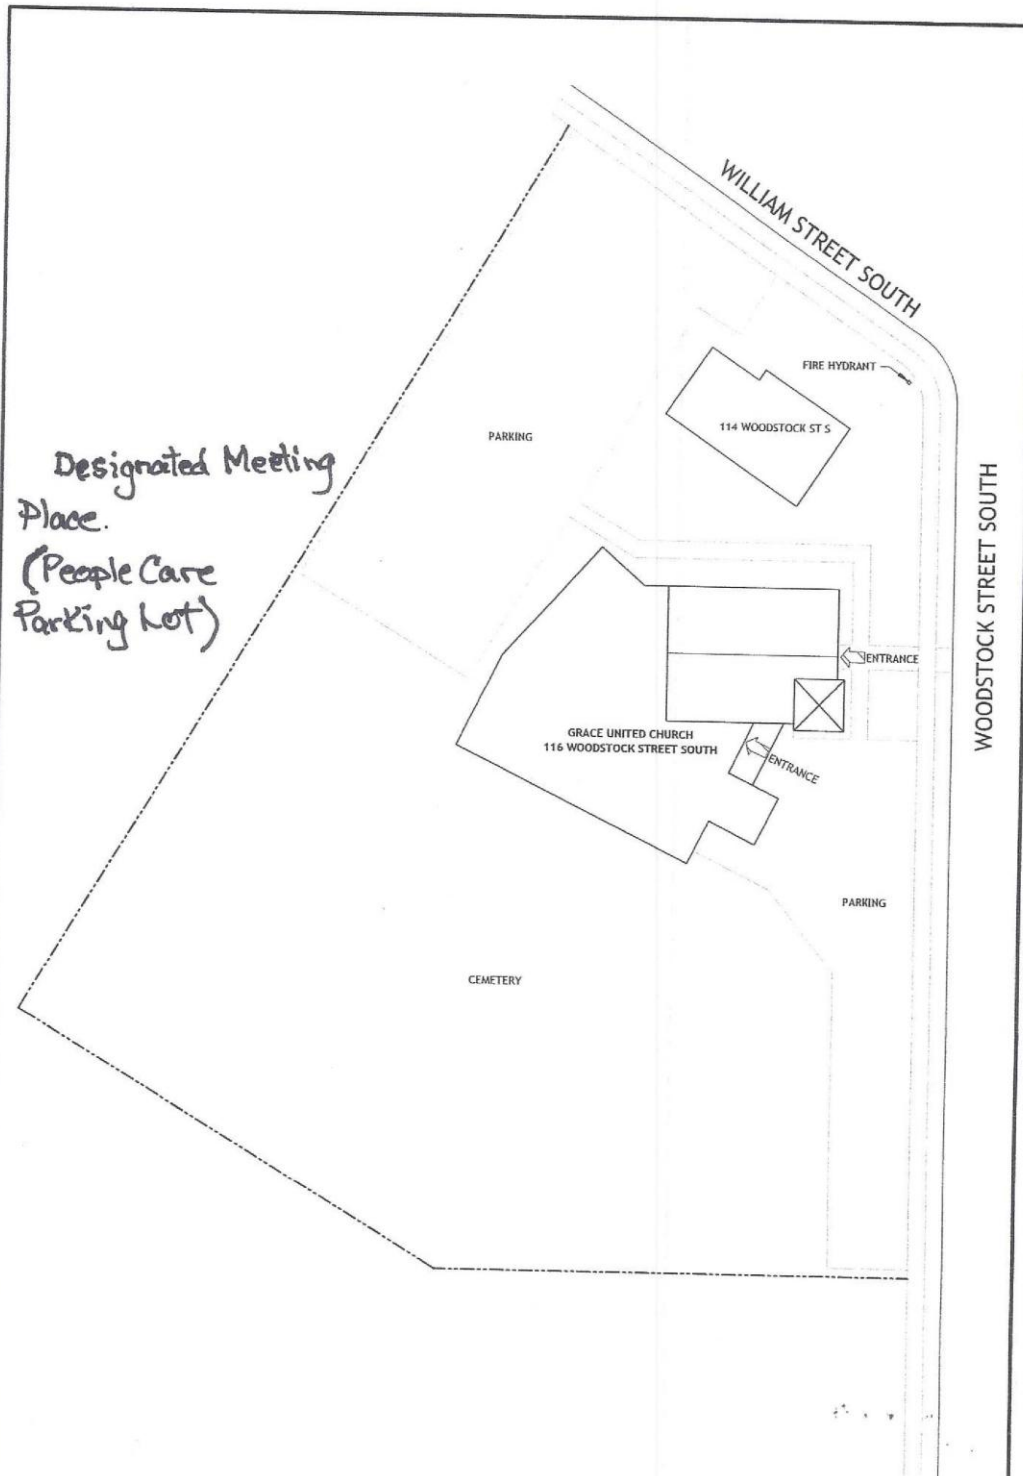 WILLIAM STREET SOUTH
FIRE HYDRANT
114 WOODSTOCK ST S
PARKING
Designated Meeting
Place.
(People Care
Parking Lot)
WOODSTOCK STREET SOUTH
ENTRANCE
GRACE UNITED CHURCH
116 WOODSTOCK STREET SOUTH
ENTRANCE
PARKING
CEMETERY